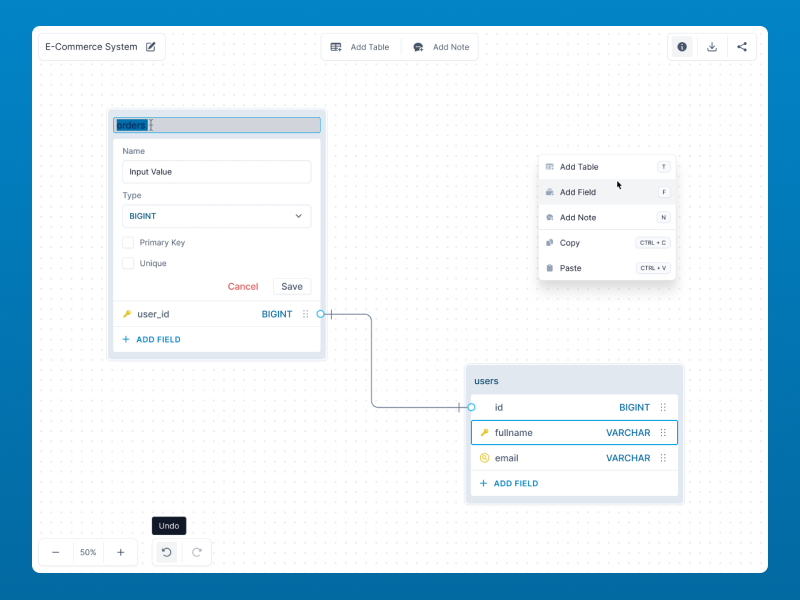 E-Commerce System
Add Table
Add Note
orders
Name
Input Value
Type
BIGINT
Primary Key
Unique
Cancel
Save
user_id BIGINT
+ ADD FIELD
Add Table T
Add Field F
Add Note N
Copy CTRL + C
Paste CTRL + V
users
id BIGINT
fullname VARCHAR
email VARCHAR
+ ADD FIELD
Undo
− 50% +